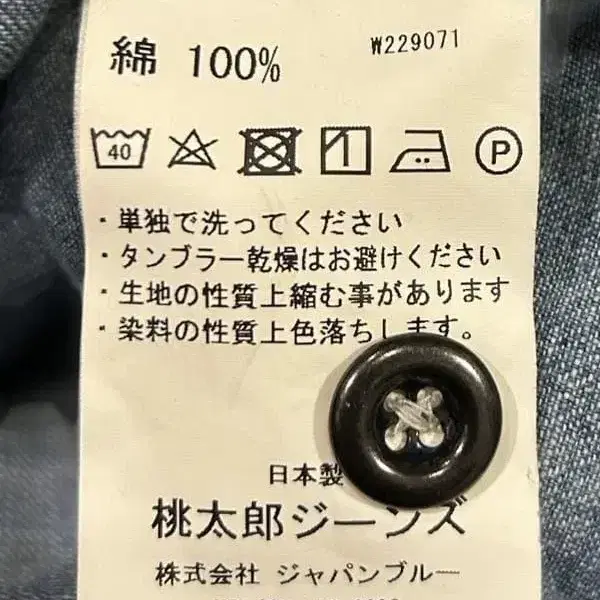 綿 100%
W229071
40
P
・単独で洗ってください
・タンブラー乾燥はお避けください
・生地の性質上縮む事があります
・染料の性質上色落ちします。
日本製
桃太郎ジーンズ
株式会社 ジャパンブルー